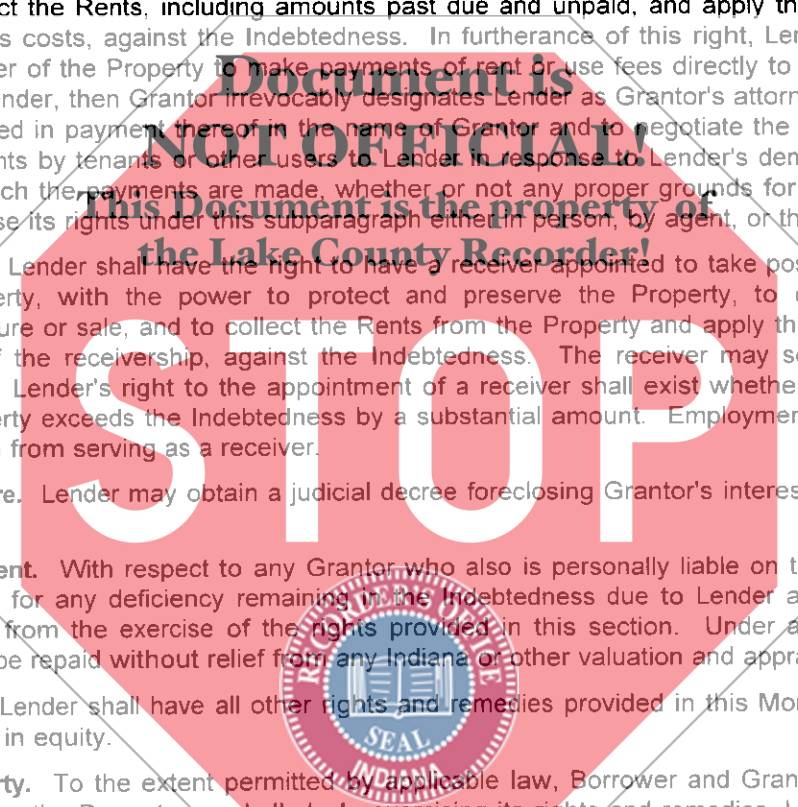 ct the Rents, including amounts past due and unpaid, and apply th
s costs, against the Indebtedness. In furtherance of this right, Len
er of the Property to make payments of rent or use fees directly to
nder, then Grantor irrevocably designates Lender as Grantor's attorn
ed in payment thereof in the name of Grantor and to negotiate the
nts by tenants or other users to Lender in response to Lender's dem
ch the payments are made, whether or not any proper grounds for
se its rights under this subparagraph either in person, by agent, or th
Document is
NOT OFFICIAL!
This Document is the property of
the Lake County Recorder!
Lender shall have the right to have a receiver appointed to take pos
erty, with the power to protect and preserve the Property, to
ure or sale, and to collect the Rents from the Property and apply th
f the receivership, against the Indebtedness. The receiver may se
Lender's right to the appointment of a receiver shall exist whether
erty exceeds the Indebtedness by a substantial amount. Employmen
from serving as a receiver.
STOP
re. Lender may obtain a judicial decree foreclosing Grantor's interes
ent. With respect to any Grantor who also is personally liable on t
for any deficiency remaining in the Indebtedness due to Lender a
from the exercise of the rights provided in this section. Under a
be repaid without relief from any Indiana or other valuation and appra
Lender shall have all other rights and remedies provided in this Mor
in equity.
RECORDER OF
SEAL
INDIANA
rty. To the extent permitted by applicable law, Borrower and Gran